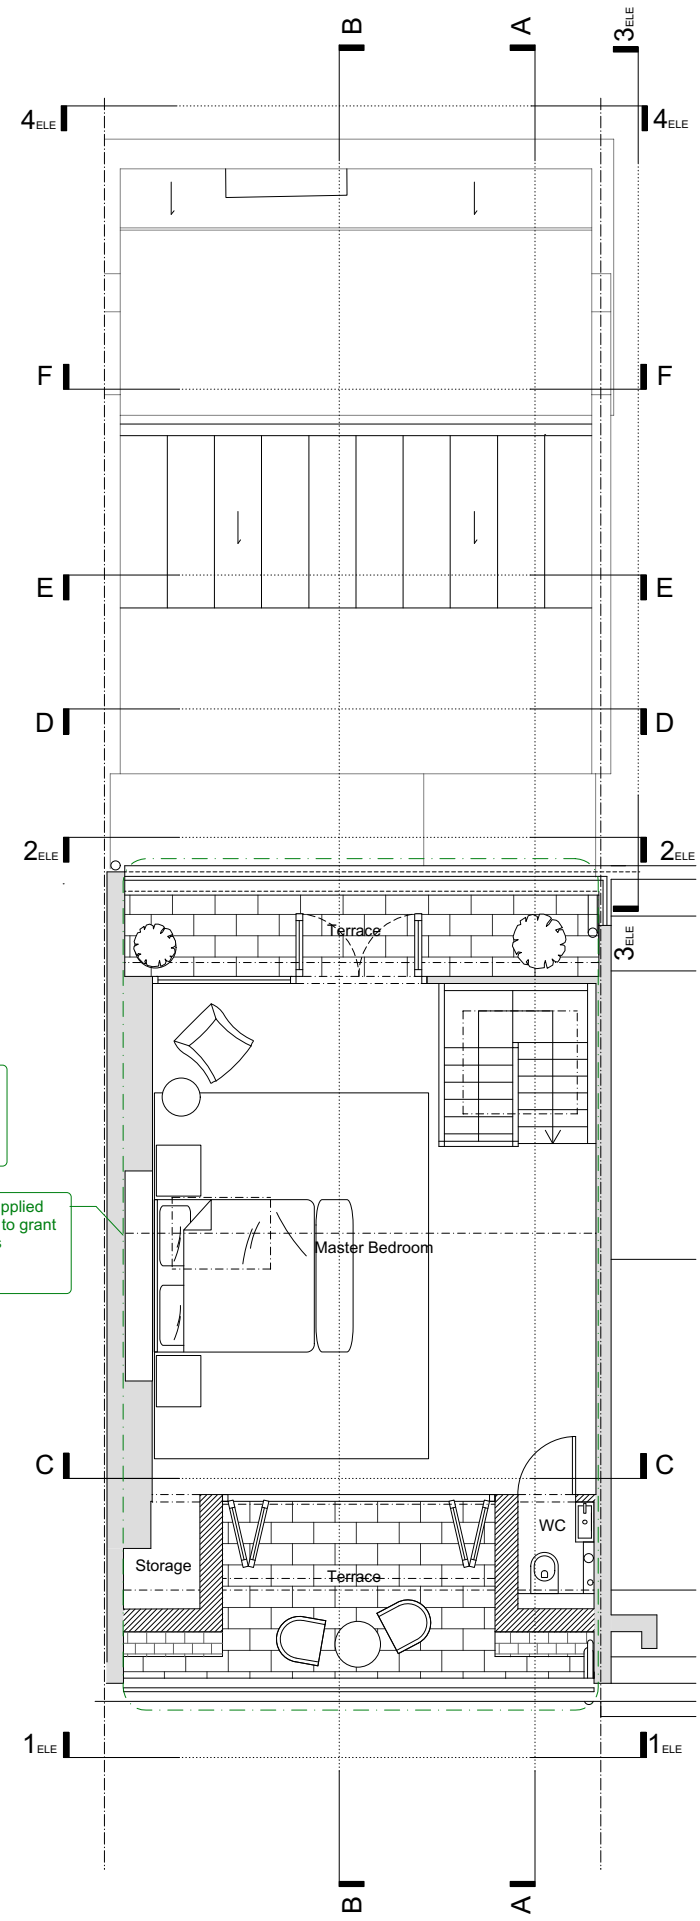 B
A
3ELE
4ELE
4ELE
F
F
E
E
D
D
2ELE
2ELE
Terrace
3ELE
pplied
to grant
Master Bedroom
C
C
WC
Storage
Terrace
1ELE
1ELE
B
A